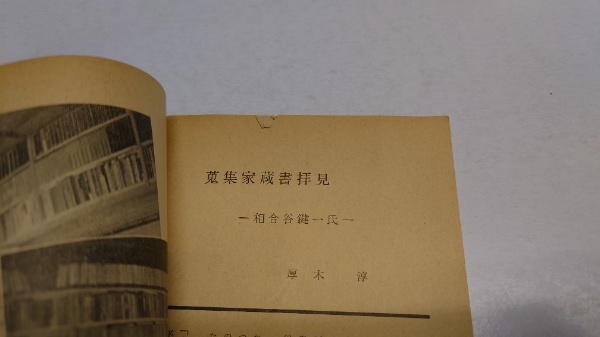 蒐集家蔵書拝見
―和合谷鍵一氏―
厚木 淳